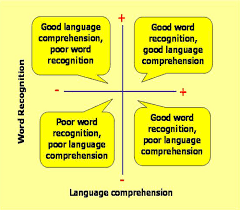 +
Good language
comprehension,
poor word
recognition
Good word
recognition,
good language
comprehension
Word Recognition
-
+
Poor word
recognition,
poor language
comprehension
Good word
recognition,
poor language
comprehension
-
Language comprehension